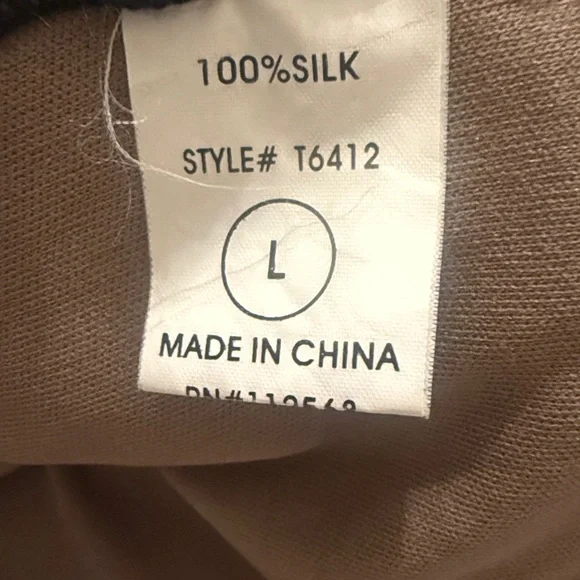 100%SILK
STYLE# T6412
L
MADE IN CHINA